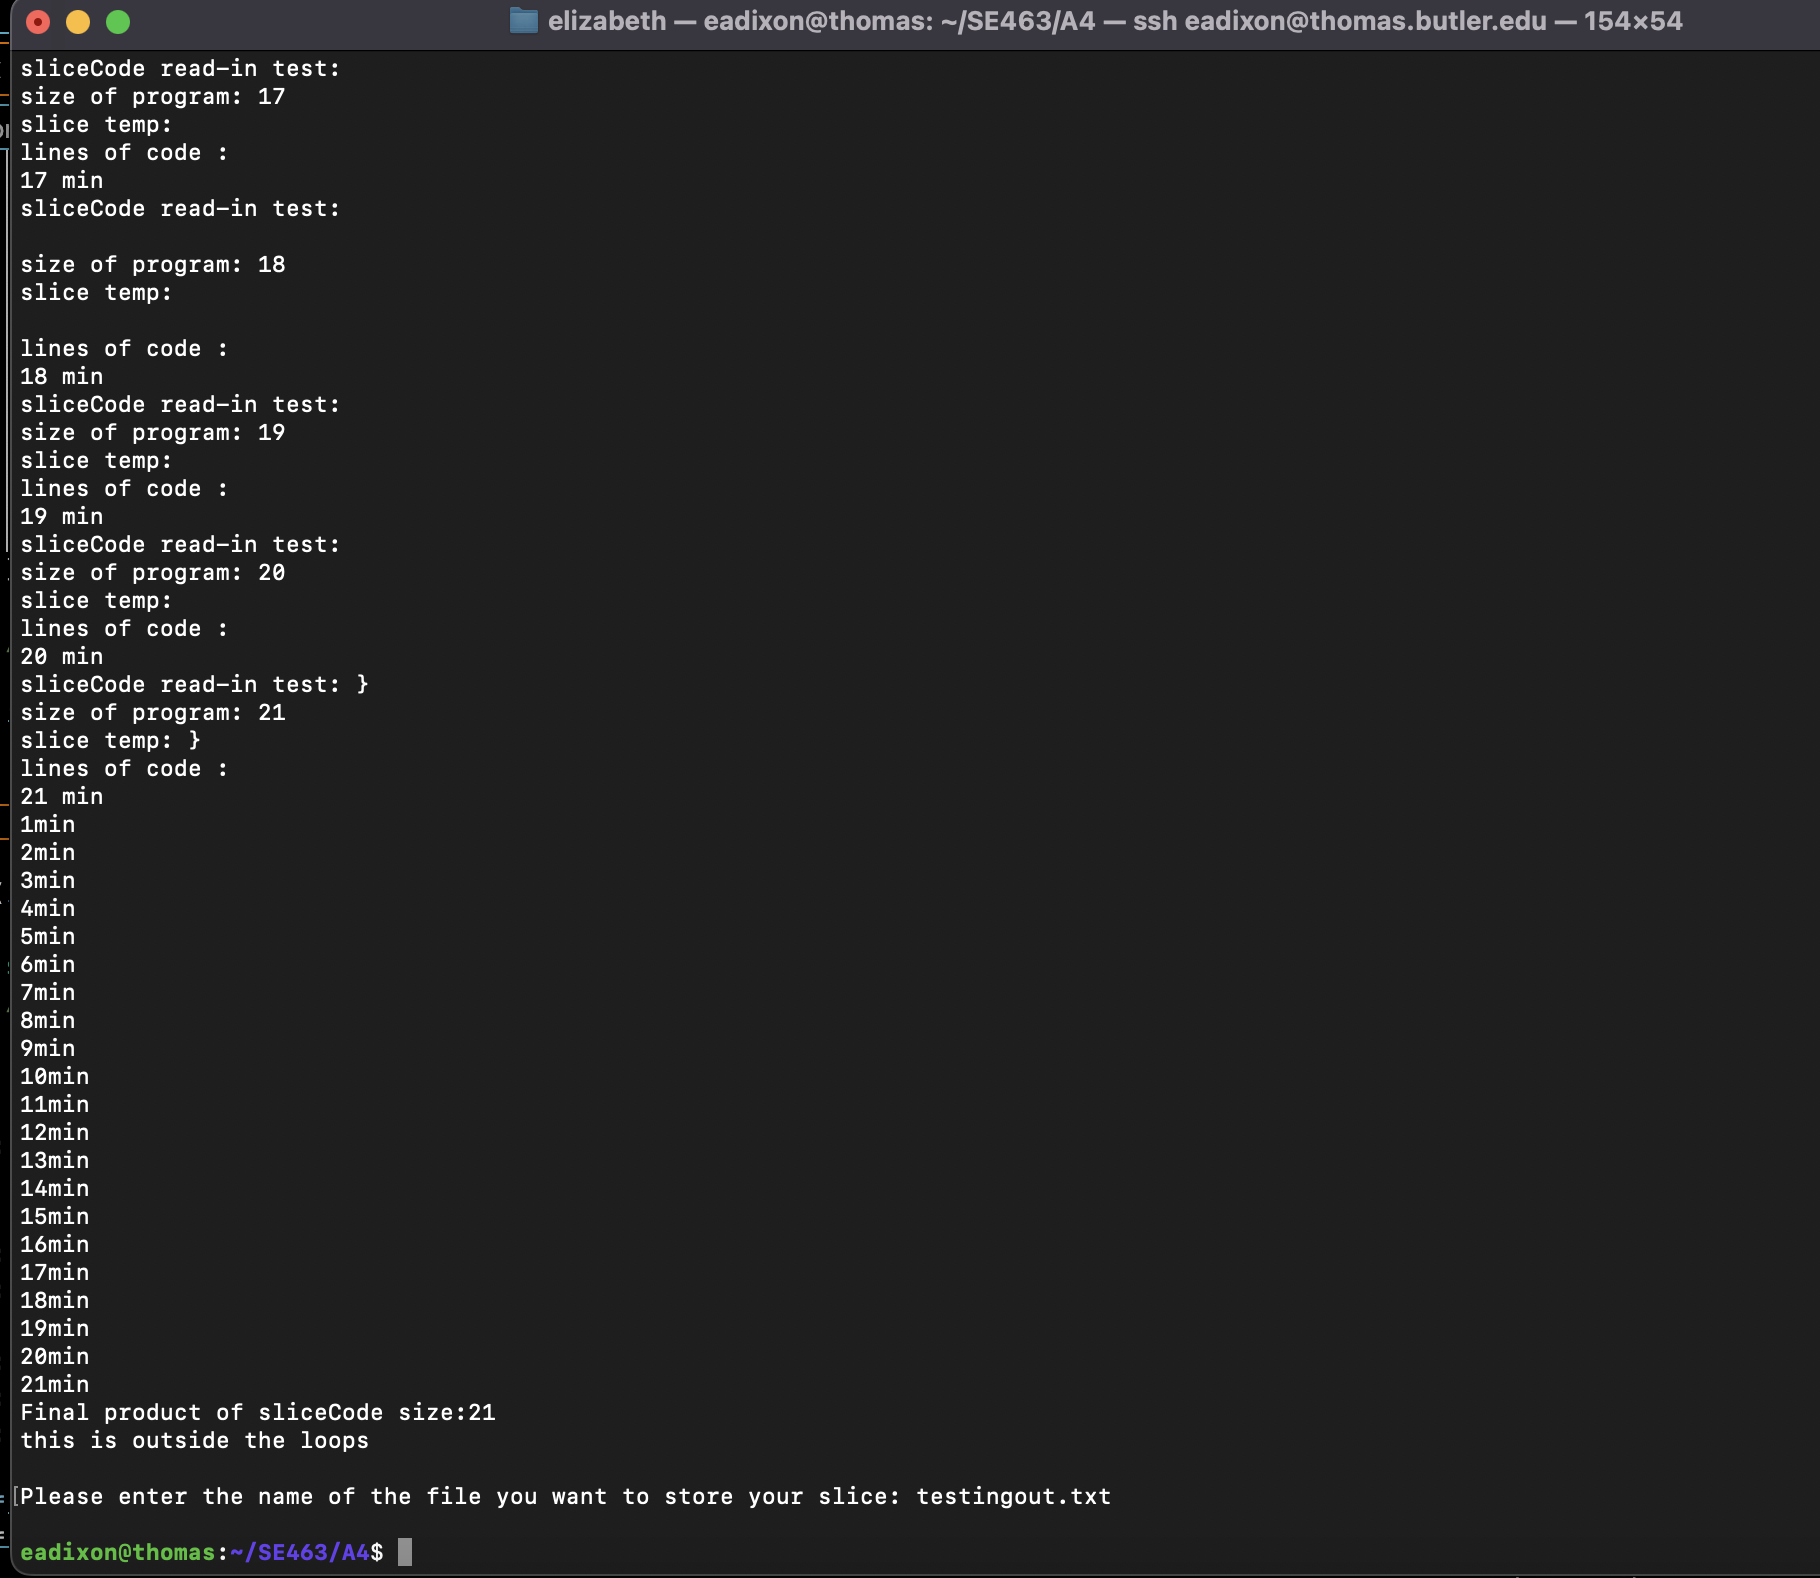 elizabeth — eadixon@thomas: ~/SE463/A4 — ssh eadixon@thomas.butler.edu — 154×54
sliceCode read-in test:
size of program: 17
slice temp:
lines of code :
17 min
sliceCode read-in test:
size of program: 18
slice temp:
lines of code :
18 min
sliceCode read-in test:
size of program: 19
slice temp:
lines of code :
19 min
sliceCode read-in test:
size of program: 20
slice temp:
lines of code :
20 min
sliceCode read-in test: }
size of program: 21
slice temp: }
lines of code :
21 min
1min
2min
3min
4min
5min
6min
7min
8min
9min
10min
11min
12min
13min
14min
15min
16min
17min
18min
19min
20min
21min
Final product of sliceCode size:21
this is outside the loops
[Please enter the name of the file you want to store your slice: testingout.txt
eadixon@thomas:~/SE463/A4$